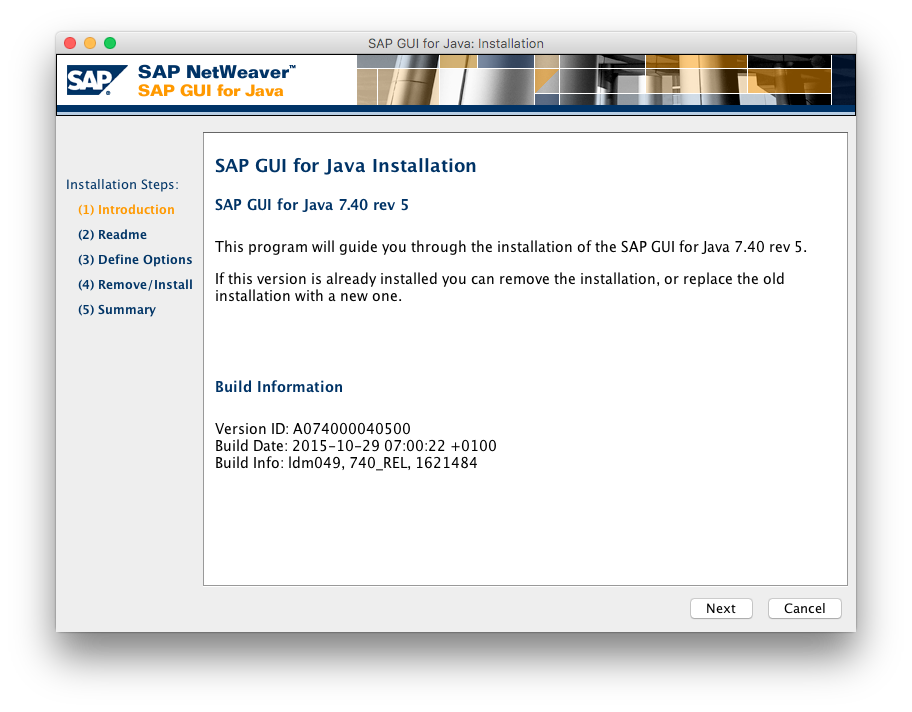 SAP GUI for Java: Installation
SAP
SAP NetWeaver™
SAP GUI for Java
Installation Steps:
(1) Introduction
(2) Readme
(3) Define Options
(4) Remove/Install
(5) Summary
SAP GUI for Java Installation
SAP GUI for Java 7.40 rev 5
This program will guide you through the installation of the SAP GUI for Java 7.40 rev 5.
If this version is already installed you can remove the installation, or replace the old
installation with a new one.
Build Information
Version ID: A074000040500
Build Date: 2015-10-29 07:00:22 +0100
Build Info: ldm049, 740_REL, 1621484
Next
Cancel